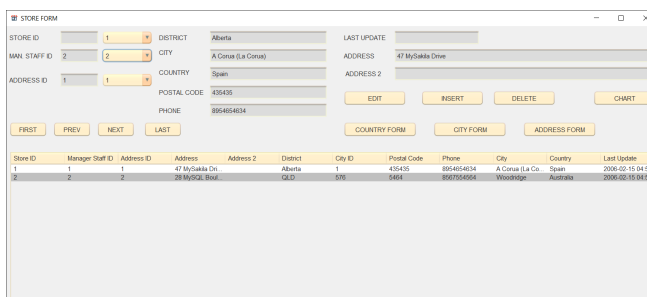 STORE FORM
STORE ID 1 DISTRICT Alberta LAST UPDATE
MAN. STAFF ID 2 2 CITY A Corua (La Corua) ADDRESS 47 MySakila Drive
COUNTRY Spain ADDRESS 2
ADDRESS ID 1 1
POSTAL CODE 435435
EDIT INSERT DELETE CHART
PHONE 8954654634
FIRST PREV NEXT LAST COUNTRY FORM CITY FORM ADDRESS FORM
Store ID Manager Staff ID Address ID Address Address 2 District City ID Postal Code Phone City Country Last Update
1 1 1 47 MySakila Dri... Alberta 1 435435 8954654634 A Corua (La Co... Spain 2006-02-15 04:5
2 2 2 28 MySQL Boul... QLD 576 5464 8567554564 Woodridge Australia 2006-02-15 04:5